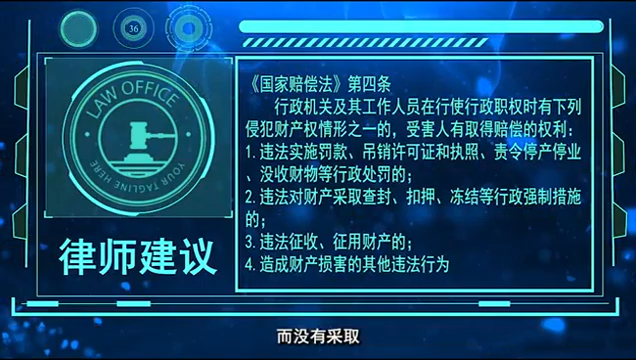 36
LAW OFFICE
YOUR TAGLINE HERE
律师建议
《国家赔偿法》第四条
行政机关及其工作人员在行使行政职权时有下列
侵犯财产权情形之一的，受害人有取得赔偿的权利：
1.违法实施罚款、吊销许可证和执照、责令停产停业
、没收财物等行政处罚的；
2.违法对财产采取查封、扣押、冻结等行政强制措施
的；
3.违法征收、征用财产的；
4.造成财产损害的其他违法行为
而没有采取